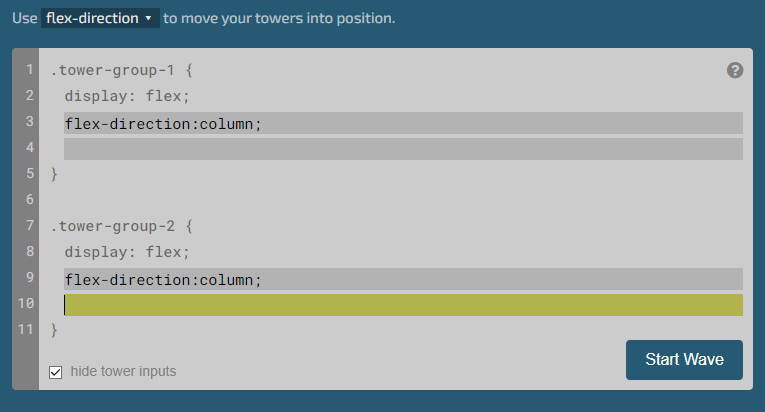 Use flex-direction ▾ to move your towers into position.
1 .tower-group-1 {
2 display: flex;
3 flex-direction:column;
4
5 }
6
7 .tower-group-2 {
8 display: flex;
9 flex-direction:column;
10
11 }
?
hide tower inputs
Start Wave